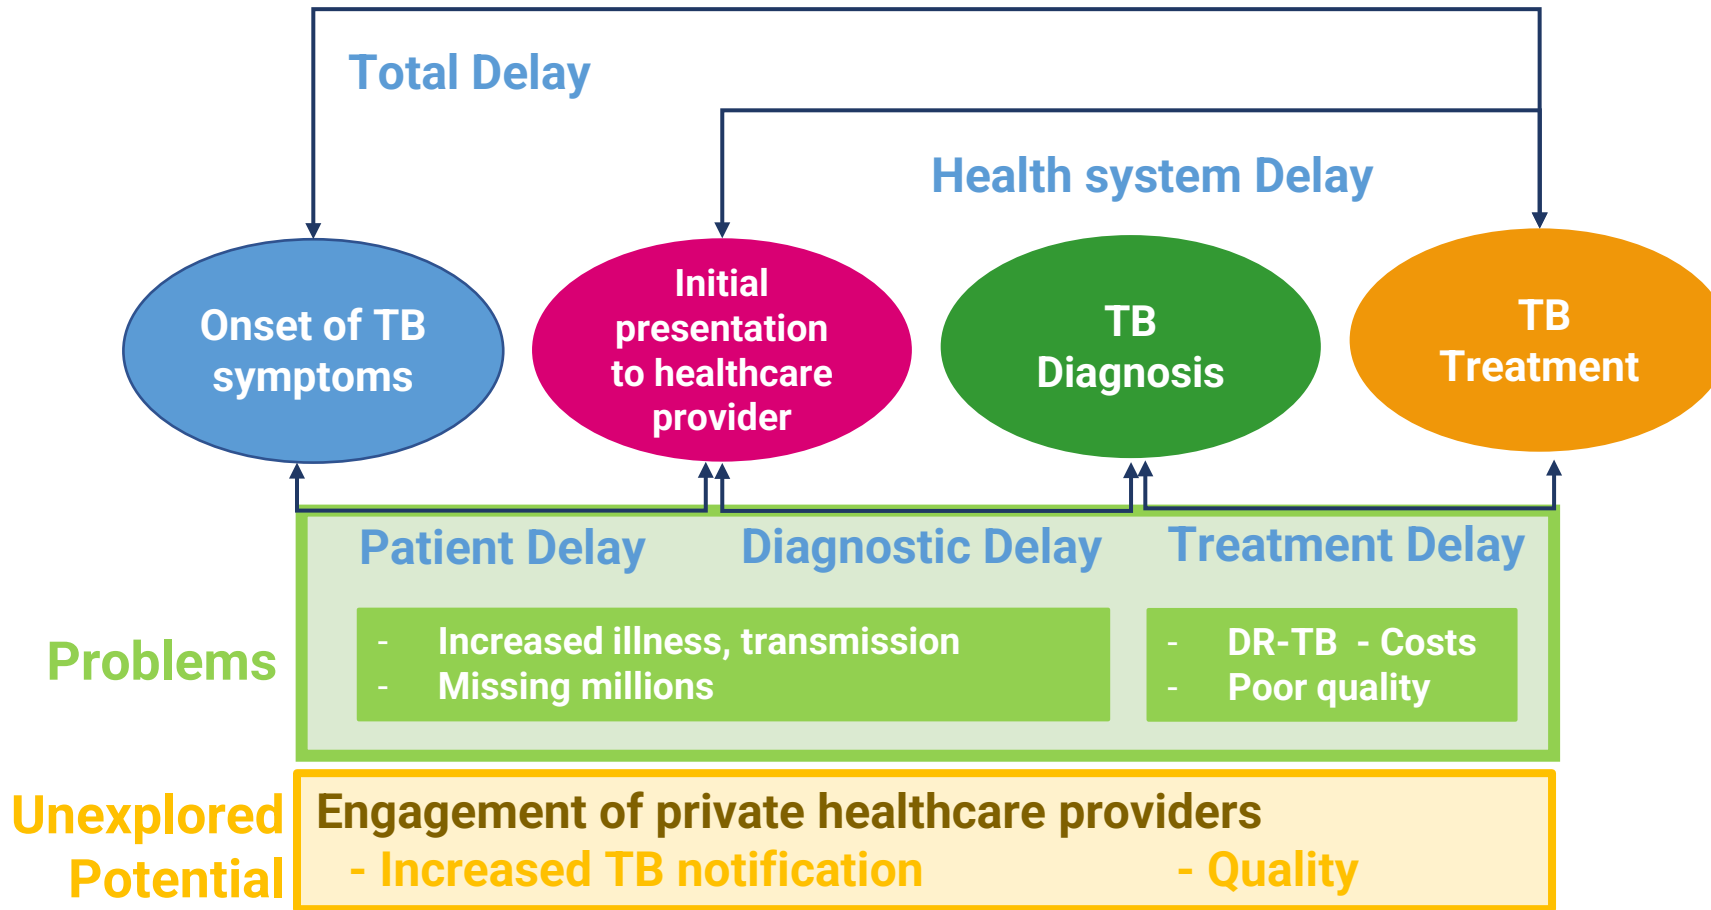 Total Delay
Health system Delay
Onset of TB
symptoms
Initial
presentation
to healthcare
provider
TB
Diagnosis
TB
Treatment
Patient Delay
Diagnostic Delay
Treatment Delay
Problems
- Increased illness, transmission
- Missing millions
- DR-TB - Costs
- Poor quality
Unexplored
Potential
Engagement of private healthcare providers
- Increased TB notification
- Quality